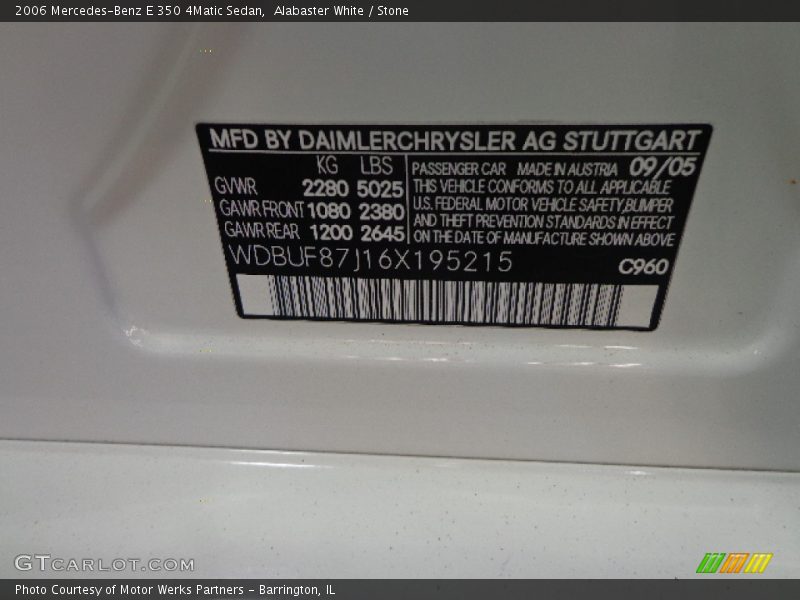 2006 Mercedes-Benz E 350 4Matic Sedan,  Alabaster White / Stone
MFD BY DAIMLERCHRYSLER AG STUTTGART
KG LBS
GVWR 2280 5025
GAWR FRONT 1080 2380
GAWR REAR 1200 2645
PASSENGER CAR MADE IN AUSTRIA 09/05
THIS VEHICLE CONFORMS TO ALL APPLICABLE
U.S. FEDERAL MOTOR VEHICLE SAFETY,BUMPER
AND THEFT PREVENTION STANDARDS IN EFFECT
ON THE DATE OF MANUFACTURE SHOWN ABOVE
WDBUF87J16X195215 C960
GTCARLOT.COM
Photo Courtesy of Motor Werks Partners - Barrington, IL